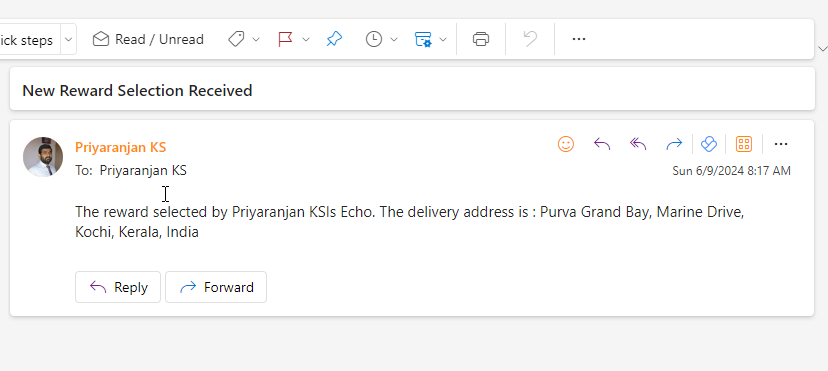 ick steps Read / Unread
New Reward Selection Received
Priyaranjan KS
To: Priyaranjan KS
Sun 6/9/2024 8:17 AM
The reward selected by Priyaranjan KSIs Echo. The delivery address is : Purva Grand Bay, Marine Drive,
Kochi, Kerala, India
Reply Forward